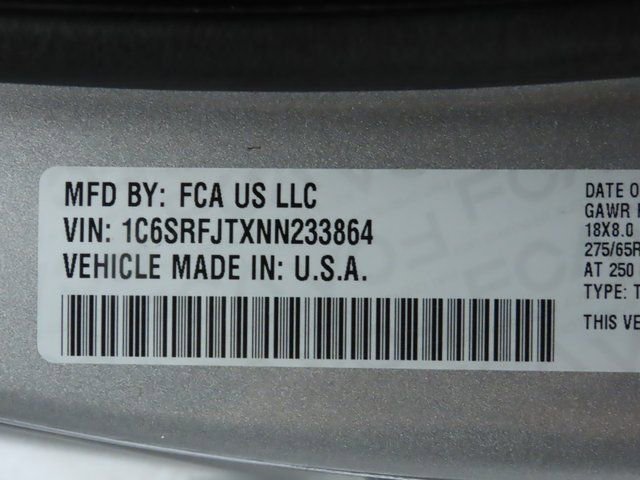 MFD BY: FCA US LLC
VIN: 1C6SRFJTXNN233864
VEHICLE MADE IN: U.S.A.
DATE O
GAWR
18X8.0
275/65R
AT 250
TYPE: T
THIS VE